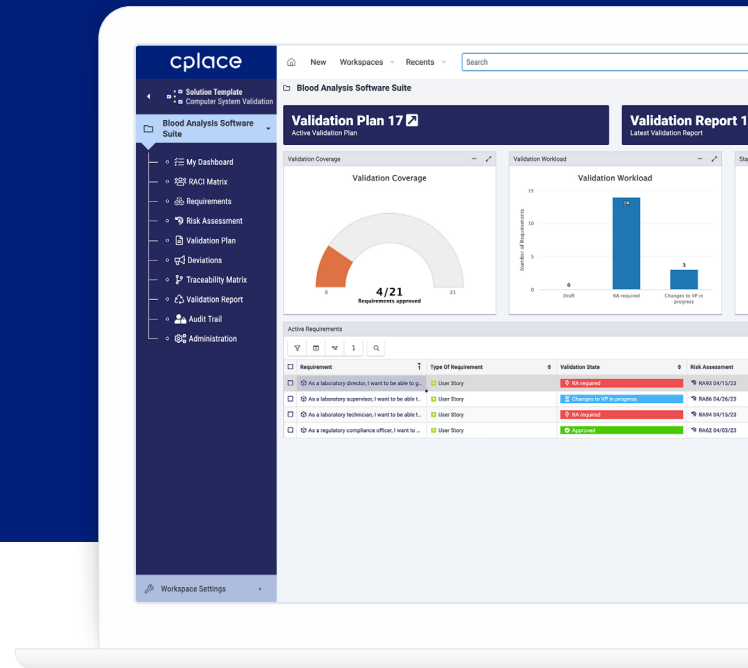 cplace
New Workspaces Recents Search
Solution Template
Computer System Validation
Blood Analysis Software Suite
Blood Analysis Software
Suite
Validation Plan 17
Active Validation Plan
Validation Report 1
Latest Validation Report
My Dashboard
RACI Matrix
Requirements
Risk Assessment
Validation Plan
Deviations
Traceability Matrix
Validation Report
Audit Trail
Administration
Workspace Settings
Validation Coverage
Validation Coverage
0
4/21
21
Requirements approved
Validation Workload
Validation Workload
Number of Requirements
15
10
5
0
0
14
3
Draft
RA required
Changes to VP in
progress
Sta
Active Requirements
Requirement Type Of Requirement Validation State Risk Assessment
As a laboratory director, I want to be able to g... User Story RA required RA93 04/15/23
As a laboratory supervisor, I want to be able t... User Story Changes to VP in progress RA86 04/26/23
As a laboratory technician, I want to be able t... User Story RA required RA94 04/15/23
As a regulatory compliance officer, I want to ... User Story Approved RA62 04/03/23